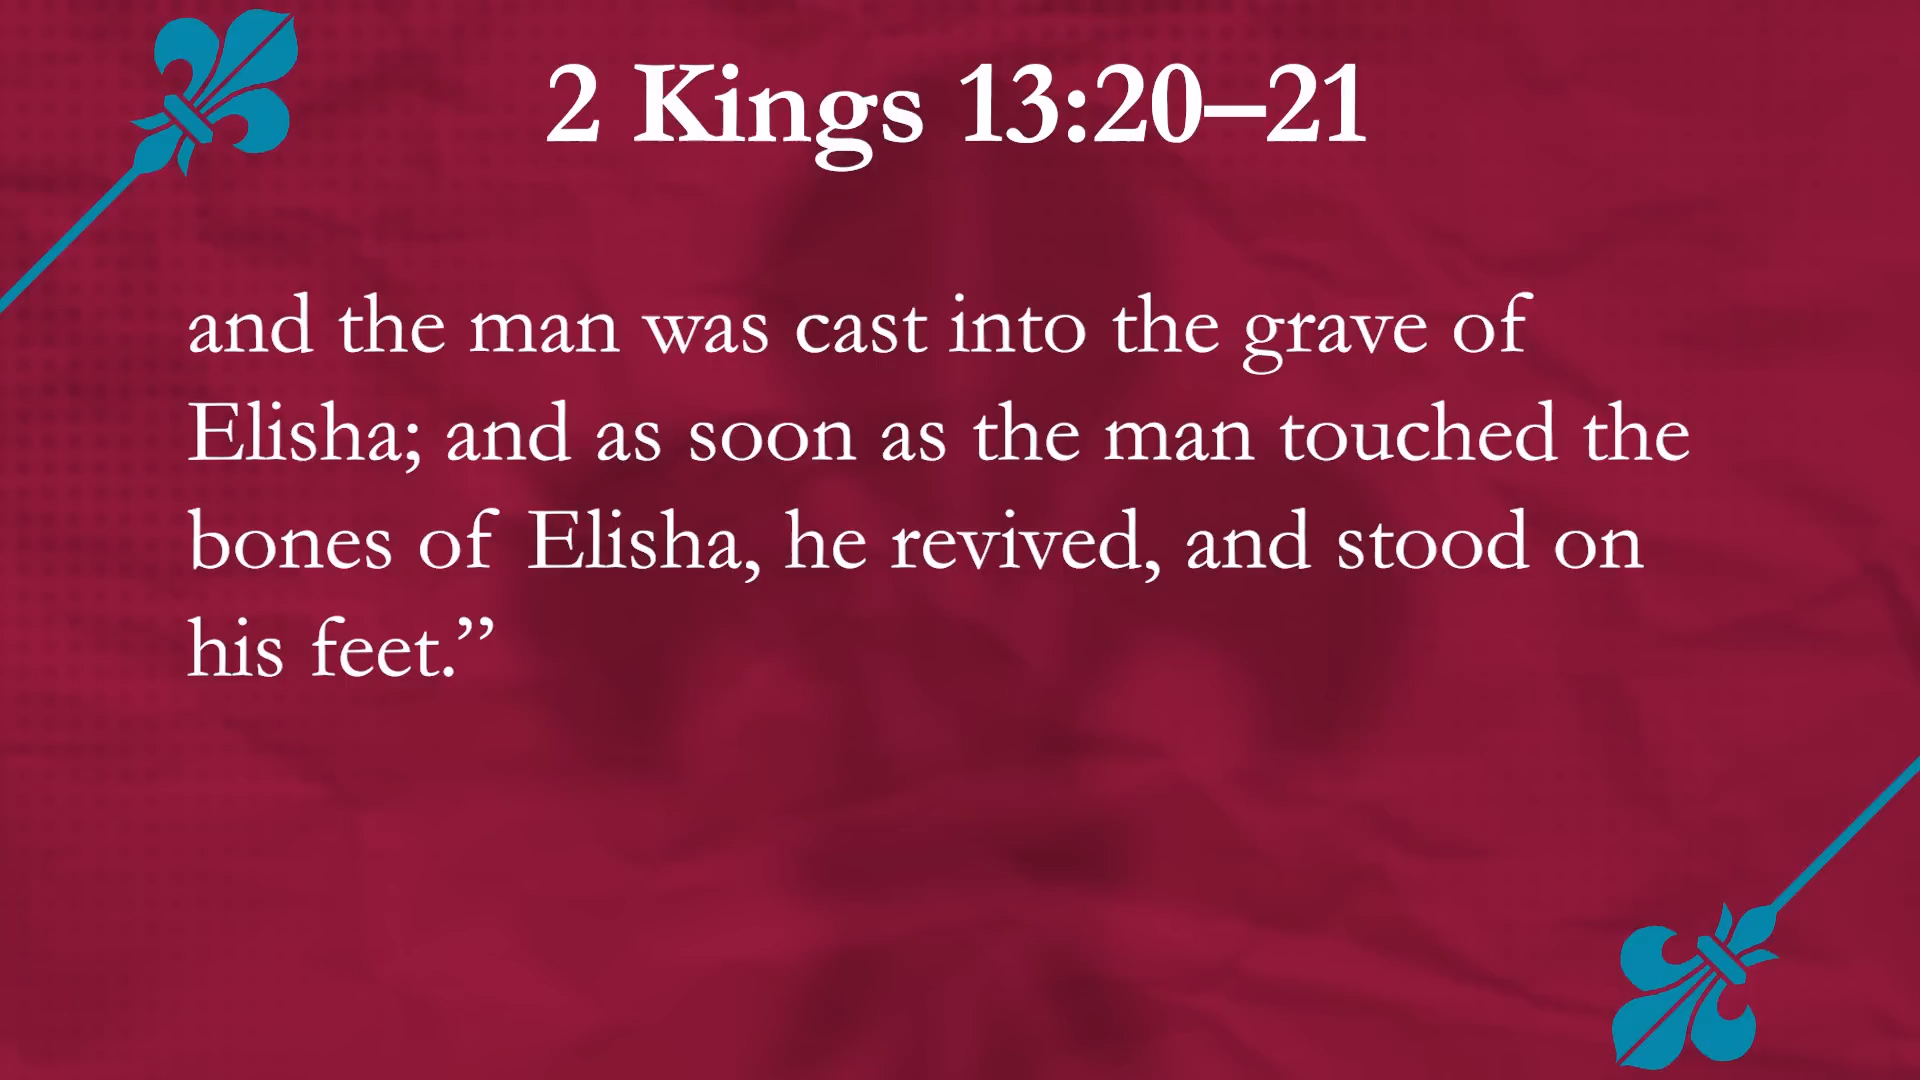 2 Kings 13:20–21
and the man was cast into the grave of
Elisha; and as soon as the man touched the
bones of Elisha, he revived, and stood on
his feet.”